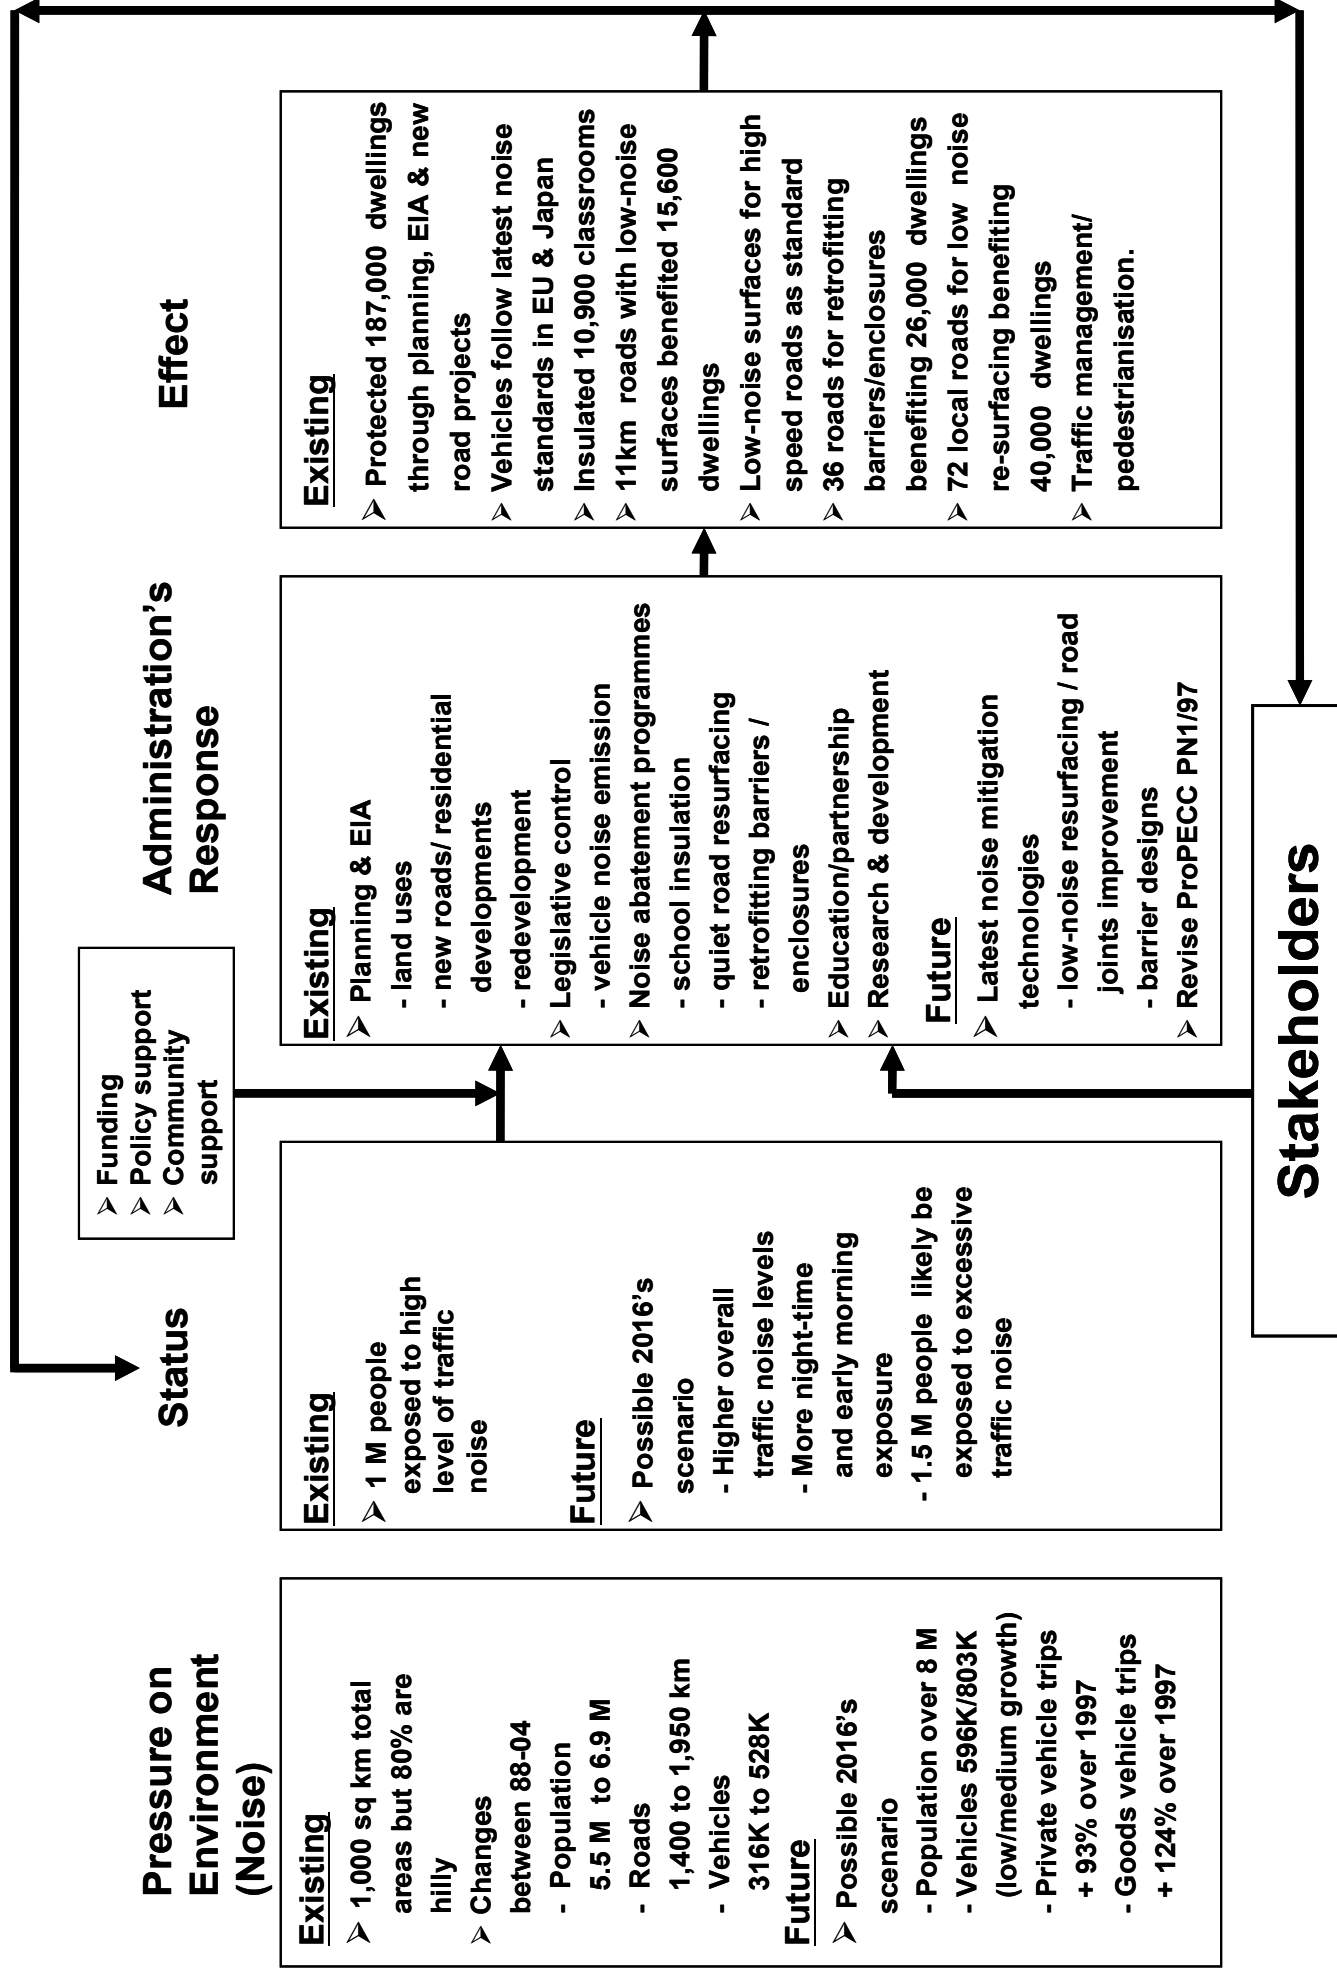 Pressure on
Environment
(Noise)
Existing
➢ 1,000 sq km total
areas but 80% are
hilly
➢ Changes
between 88-04
- Population
5.5 M to 6.9 M
- Roads
1,400 to 1,950 km
- Vehicles
316K to 528K
Future
➢ Possible 2016's
scenario
- Population over 8 M
- Vehicles 596K/803K
(low/medium growth)
- Private vehicle trips
+ 93% over 1997
- Goods vehicle trips
+ 124% over 1997
Status
Existing
➢ 1 M people
exposed to high
level of traffic
noise
Future
➢ Possible 2016's
scenario
- Higher overall
traffic noise levels
- More night-time
and early morning
exposure
- 1.5 M people likely be
exposed to excessive
traffic noise
➢ Funding
➢ Policy support
➢ Community
support
Administration's
Response
Existing
➢ Planning & EIA
- land uses
- new roads/ residential
developments
- redevelopment
➢ Legislative control
- vehicle noise emission
➢ Noise abatement programmes
- school insulation
- quiet road resurfacing
- retrofitting barriers /
enclosures
➢ Education/partnership
➢ Research & development
Future
➢ Latest noise mitigation
technologies
- low-noise resurfacing / road
joints improvement
- barrier designs
➢ Revise ProPECC PN1/97
Effect
Existing
➢ Protected 187,000 dwellings
through planning, EIA & new
road projects
➢ Vehicles follow latest noise
standards in EU & Japan
➢ Insulated 10,900 classrooms
➢ 11km roads with low-noise
surfaces benefited 15,600
dwellings
➢ Low-noise surfaces for high
speed roads as standard
➢ 36 roads for retrofitting
barriers/enclosures
benefiting 26,000 dwellings
➢ 72 local roads for low noise
re-surfacing benefiting
40,000 dwellings
➢ Traffic management/
pedestrianisation.
Stakeholders